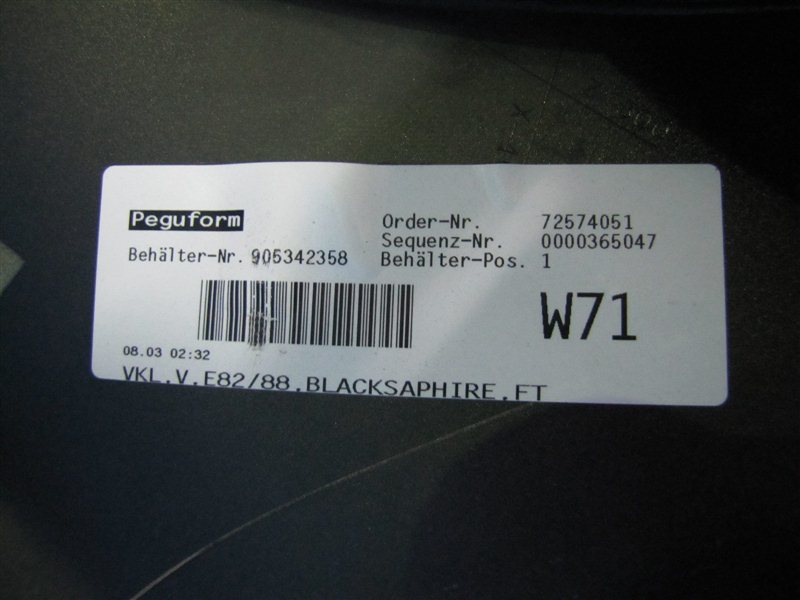 Peguform
Order-Nr. 72574051
Sequenz-Nr. 0000365047
Behälter-Nr. 905342358 Behälter-Pos. 1
W71
08.03 02:32
VKL.V.E82/88.BLACKSAPHIRE.FT